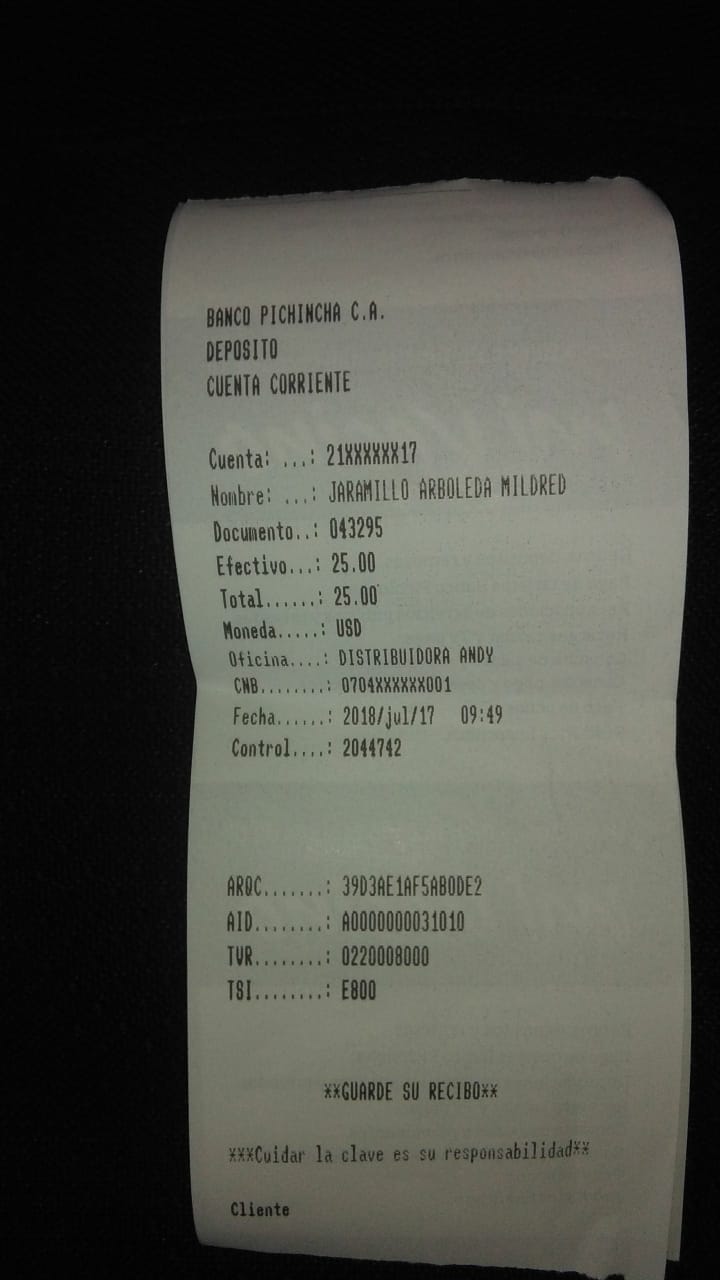 BANCO PICHINCHA C.A.
DEPOSITO
CUENTA CORRIENTE
Cuenta: ...: 21XXXXXX17
Nombre: ...: JARAMILLO ARBOLEDA MILDRED
Documento..: 043295
Efectivo...: 25.00
Total......: 25.00
Moneda.....: USD
Oficina....: DISTRIBUIDORA ANDY
CNB........: 0704XXXXXX001
Fecha......: 2018/jul/17 09:49
Control....: 2044742
ARQC.......: 39D3AE1AF5AB0DE2
AID........: A0000000031010
TVR........: 0220008000
TSI........: E800
**GUARDE SU RECIBO**
***Cuidar la clave es su responsabilidad**
Cliente